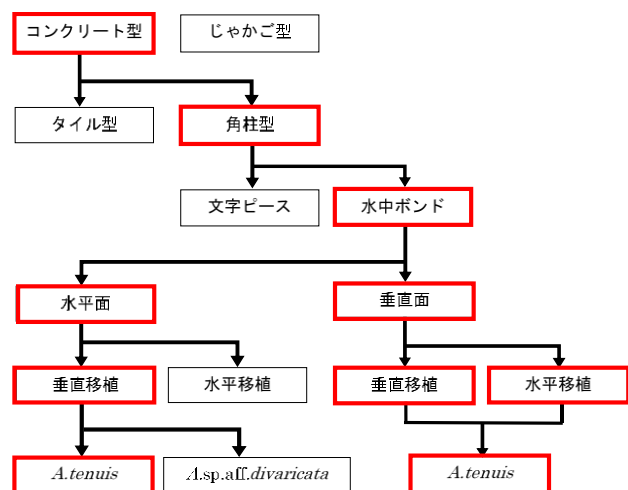 コンクリート型
じゃかご型
タイル型
角柱型
文字ピース
水中ボンド
水平面
垂直面
垂直移植
水平移植
垂直移植
水平移植
A.tenuis
A.sp.aff.divaricata
A.tenuis